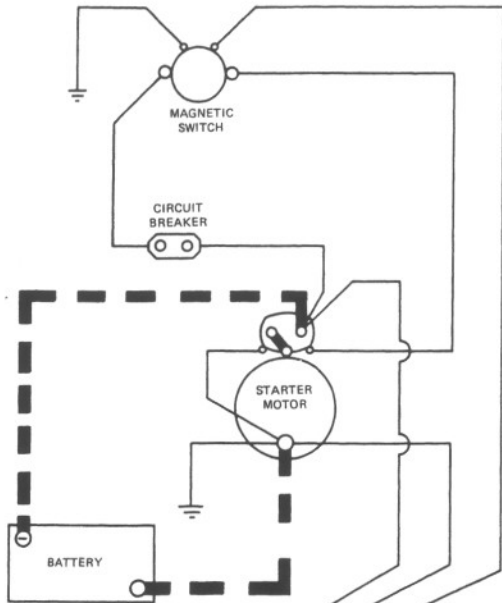 MAGNETIC
SWITCH
CIRCUIT
BREAKER
STARTER
MOTOR
BATTERY